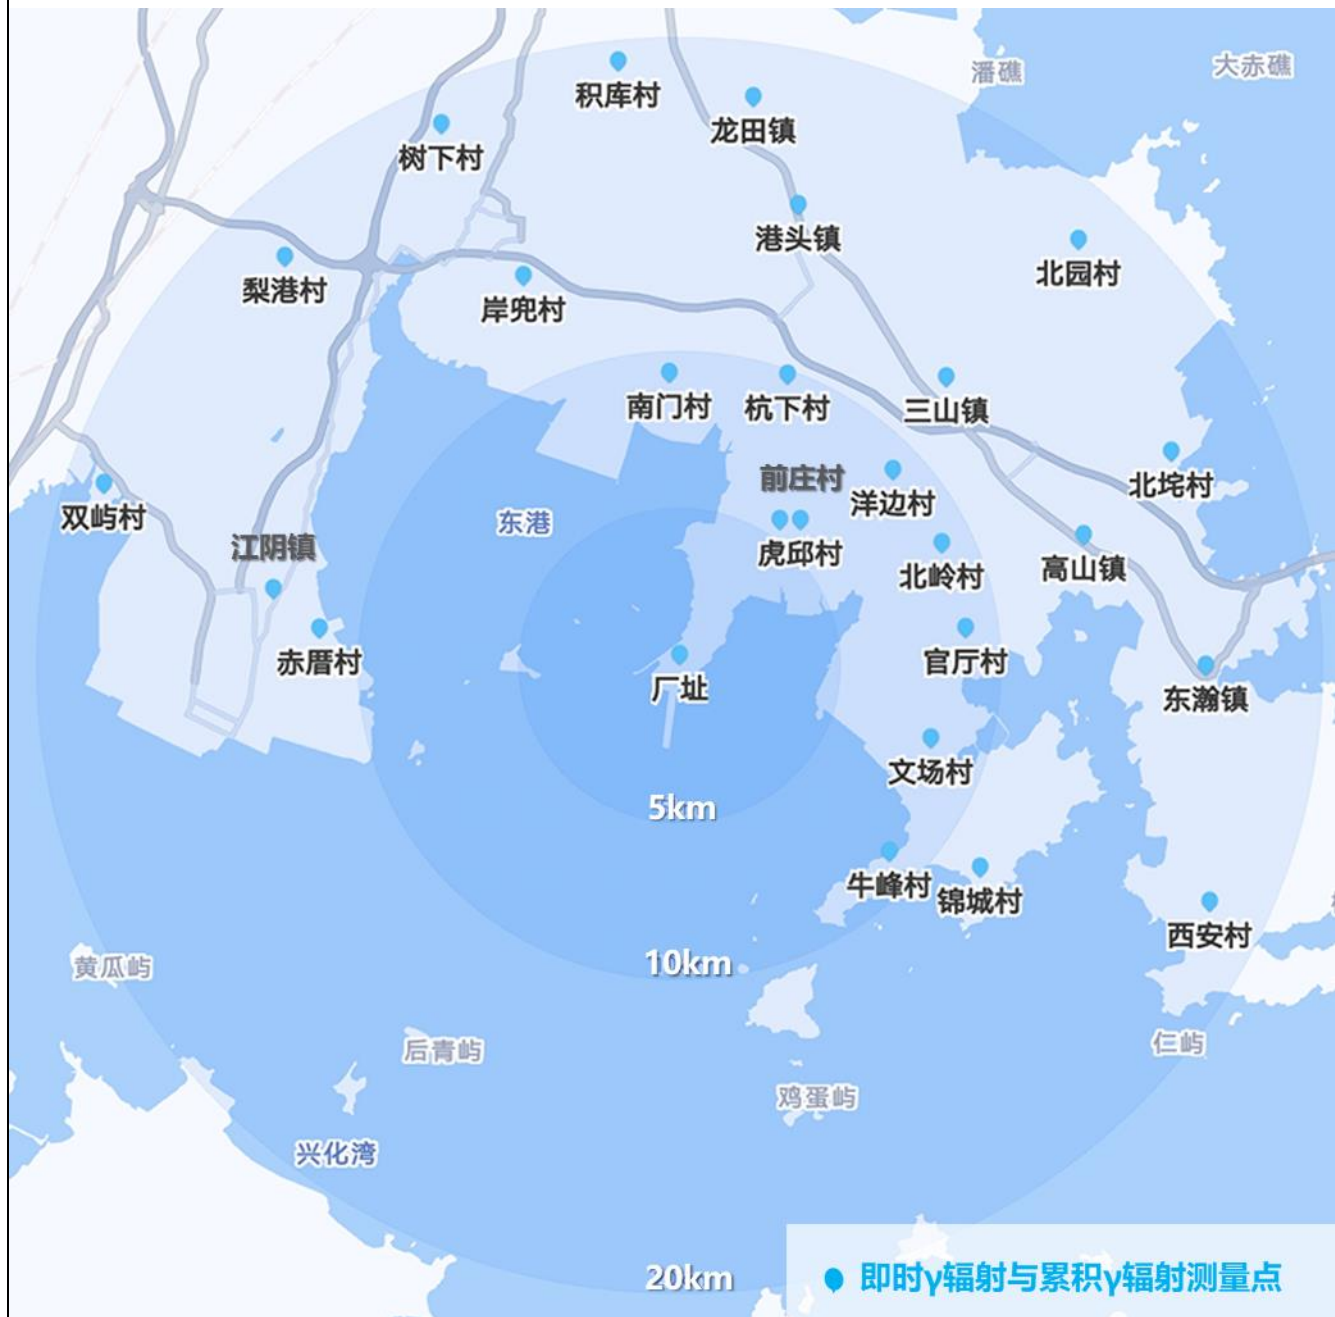 大赤礁
潘礁
积库村
龙田镇
树下村
港头镇
北园村
梨港村
岸兜村
南门村
杭下村
三山镇
前庄村
北垞村
洋边村
双屿村
东港
江阴镇
虎邱村
高山镇
北岭村
赤厝村
官厅村
厂址
东瀚镇
文场村
5km
牛峰村
锦城村
西安村
10km
黄瓜屿
后青屿
仁屿
鸡蛋屿
兴化湾
20km
即时γ辐射与累积γ辐射测量点